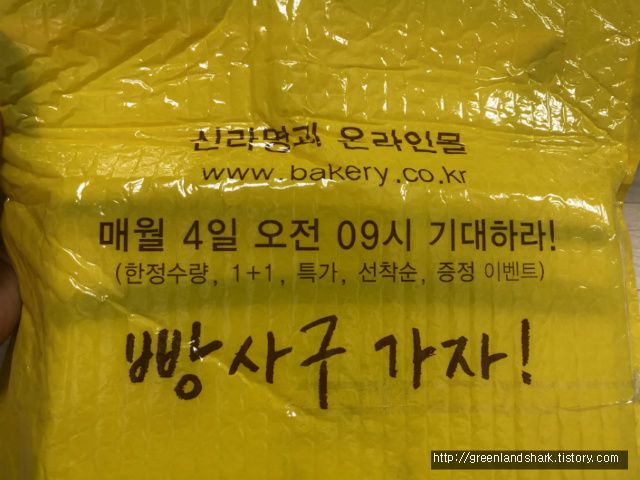 신라명과 온라인몰
www.bakery.co.kr
매월 4일 오전 09시 기대하라!
(한정수량, 1+1, 특가, 선착순, 증정 이벤트)
빵사구 가자!
http://greenlandshark.tistory.com